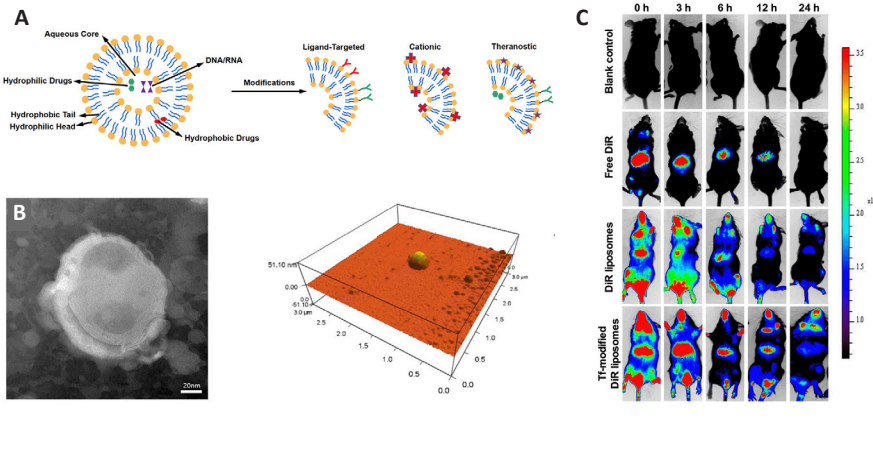 A
Aqueous Core
Hydrophilic Drugs
Hydrophobic Tail
Hydrophilic Head
DNA/RNA
Hydrophobic Drugs
Modifications
Ligand-Targeted
Cationic
Theranostic
B
20nm
51.10 nm
0.00
-51.10
3.0 µm
2.5
2.0
1.5
1.0
0.5
0.0
0.0
0.5
1.0
1.5
2.0
2.5
3.0 µm
C
0 h
3 h
6 h
12 h
24 h
Blank control
Free DiR
DiR liposomes
Tf-modified
DiR liposomes
3.5
3.0
2.5
2.0
1.5
1.0